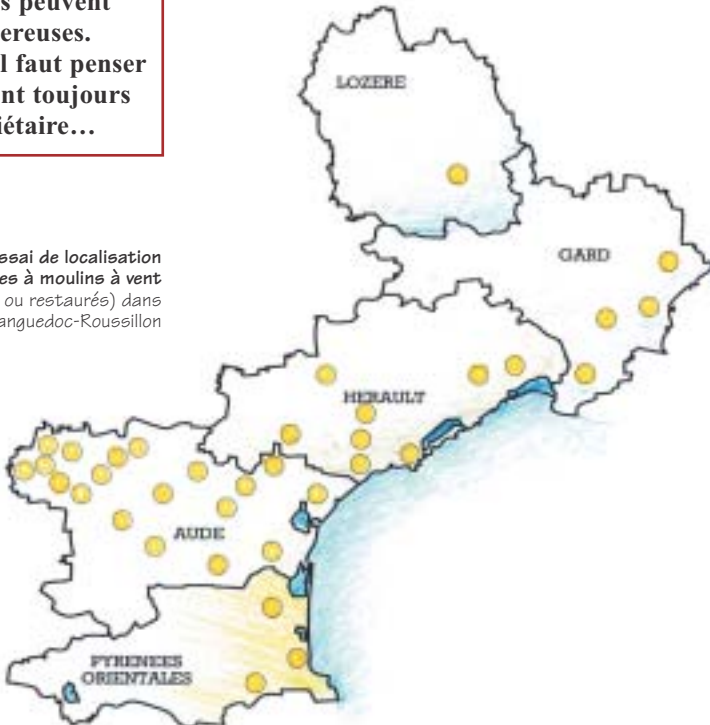 s peuvent
ereuses.
l faut penser
nt toujours
iétaire…
LOZERE
ssai de localisation
es à moulins à vent
ou restaurés) dans
anguedoc-Roussillon
GARD
HERAULT
AUDE
PYRENEES
ORIENTALES